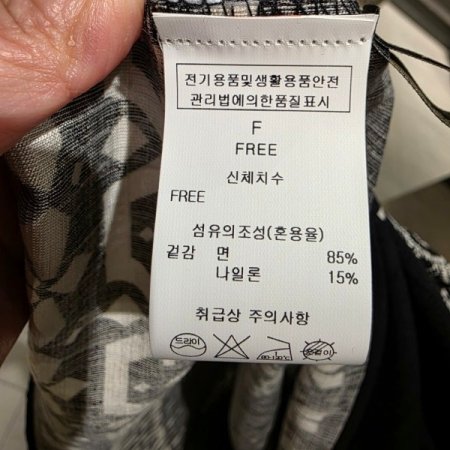 전기용품및생활용품안전
관리법에의한품질표시
F
FREE
신체치수
FREE
섬유의조성(혼용율)
겉감 면 85%
나일론 15%
취급상 주의사항
드라이